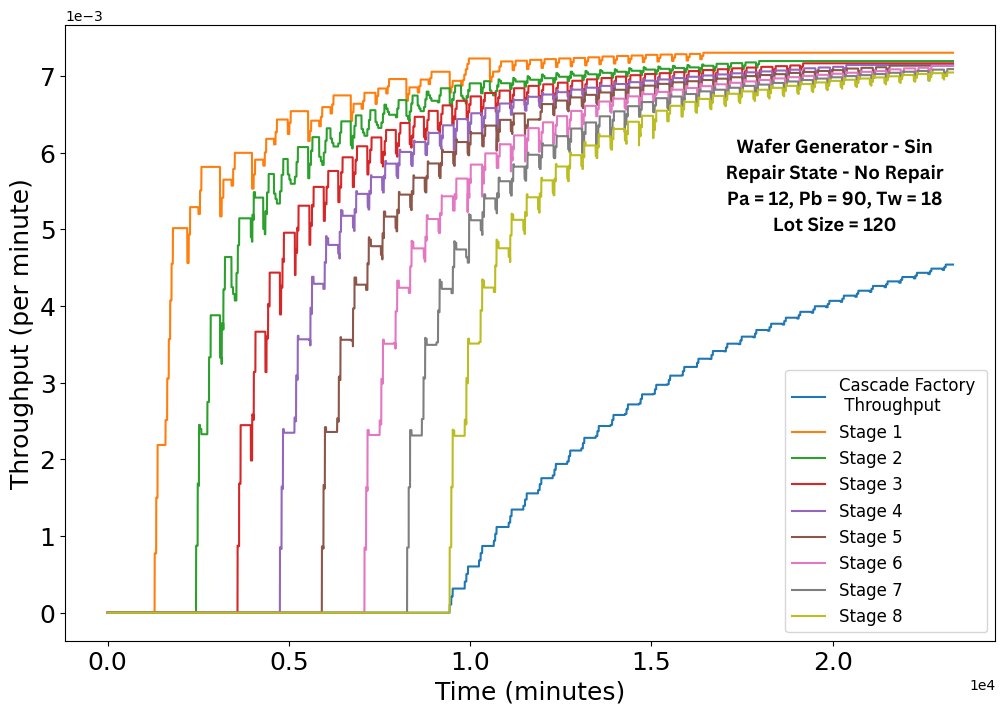 1e−3
7
6
5
4
3
2
1
0
Throughput (per minute)
Wafer Generator - Sin
Repair State - No Repair
Pa = 12, Pb = 90, Tw = 18
Lot Size = 120
Cascade Factory
Throughput
Stage 1
Stage 2
Stage 3
Stage 4
Stage 5
Stage 6
Stage 7
Stage 8
0.0 0.5 1.0 1.5 2.0
1e4
Time (minutes)